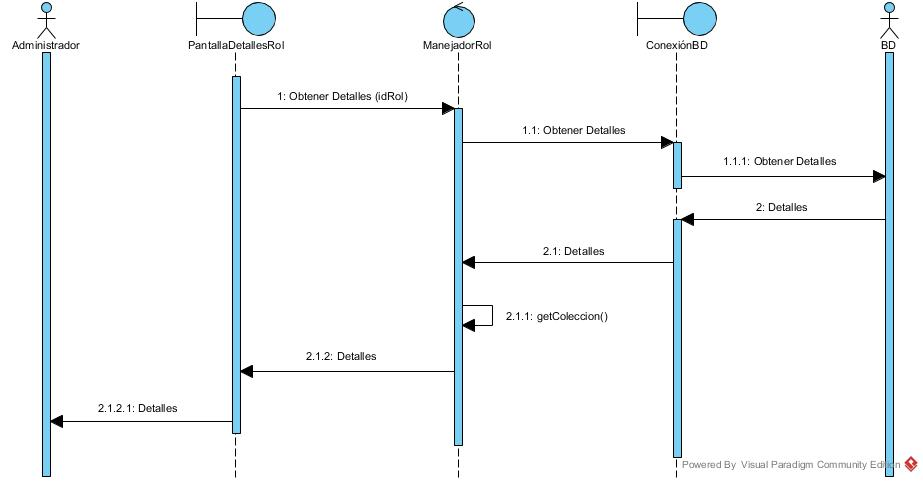 Administrador
PantallaDetallesRol
ManejadorRol
ConexiónBD
BD
1: Obtener Detalles (idRol)
1.1: Obtener Detalles
1.1.1: Obtener Detalles
2: Detalles
2.1: Detalles
2.1.1: getColeccion()
2.1.2: Detalles
2.1.2.1: Detalles
Powered By Visual Paradigm Community Edition